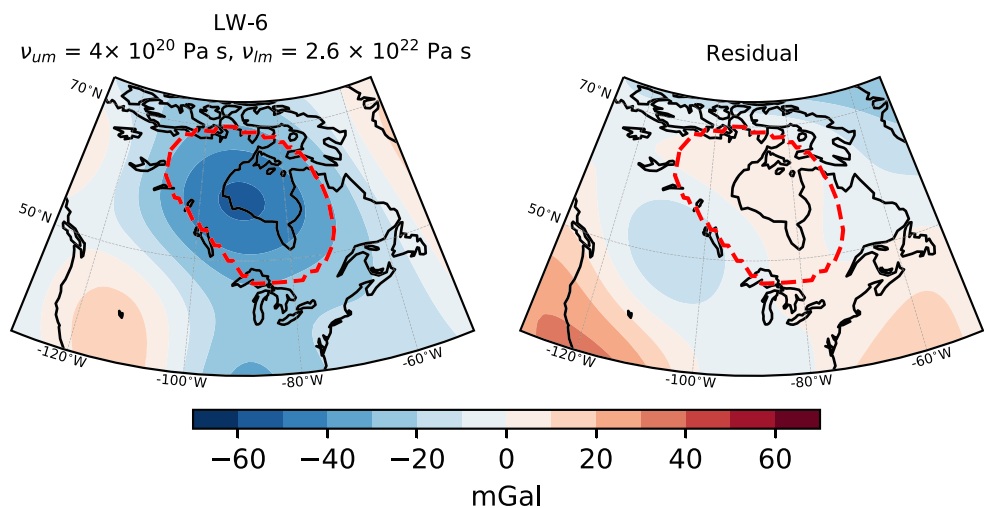 LW-6
ν_um = 4× 10^20 Pa s, ν_lm = 2.6 × 10^22 Pa s
Residual
70°N
50°N
-120°W
-100°W
-80°W
-60°W
70°N
50°N
-120°W
-100°W
-80°W
-60°W
−60 −40 −20 0 20 40 60
mGal